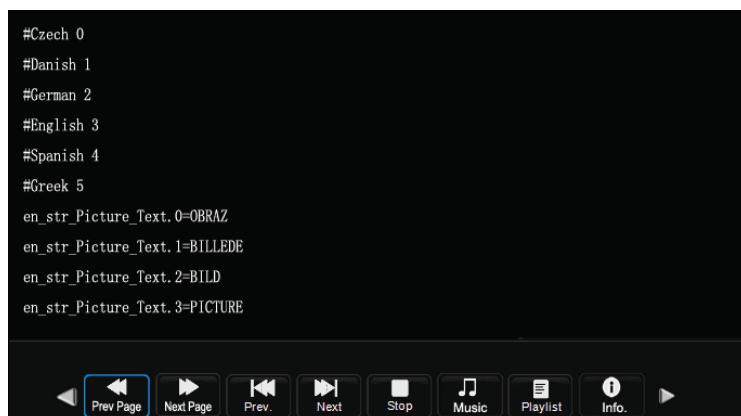 #Czech 0
#Danish 1
#German 2
#English 3
#Spanish 4
#Greek 5
en_str_Picture_Text.0=OBRAZ
en_str_Picture_Text.1=BILLEDE
en_str_Picture_Text.2=BILD
en_str_Picture_Text.3=PICTURE
Prev Page Next Page Prev. Next Stop Music Playlist Info.